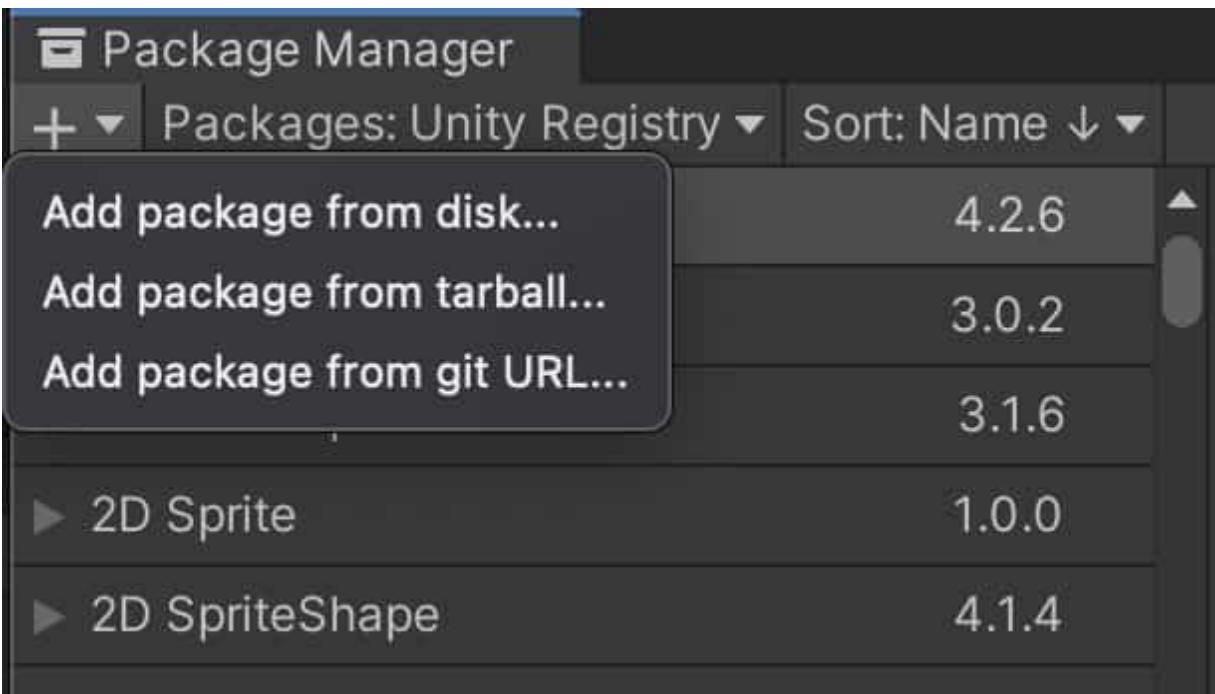 Package Manager
+ Packages: Unity Registry Sort: Name ↓
Add package from disk... 4.2.6
Add package from tarball... 3.0.2
Add package from git URL... 3.1.6
2D Sprite 1.0.0
2D SpriteShape 4.1.4